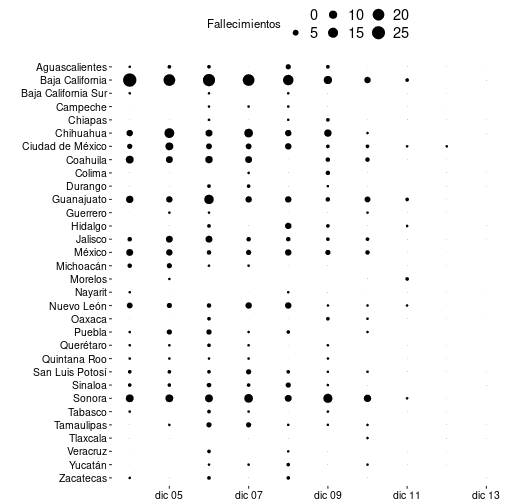 Fallecimientos
0 10 20
5 15 25
Aguascalientes
Baja California
Baja California Sur
Campeche
Chiapas
Chihuahua
Ciudad de México
Coahuila
Colima
Durango
Guanajuato
Guerrero
Hidalgo
Jalisco
México
Michoacán
Morelos
Nayarit
Nuevo León
Oaxaca
Puebla
Querétaro
Quintana Roo
San Luis Potosí
Sinaloa
Sonora
Tabasco
Tamaulipas
Tlaxcala
Veracruz
Yucatán
Zacatecas
dic 05 dic 07 dic 09 dic 11 dic 13